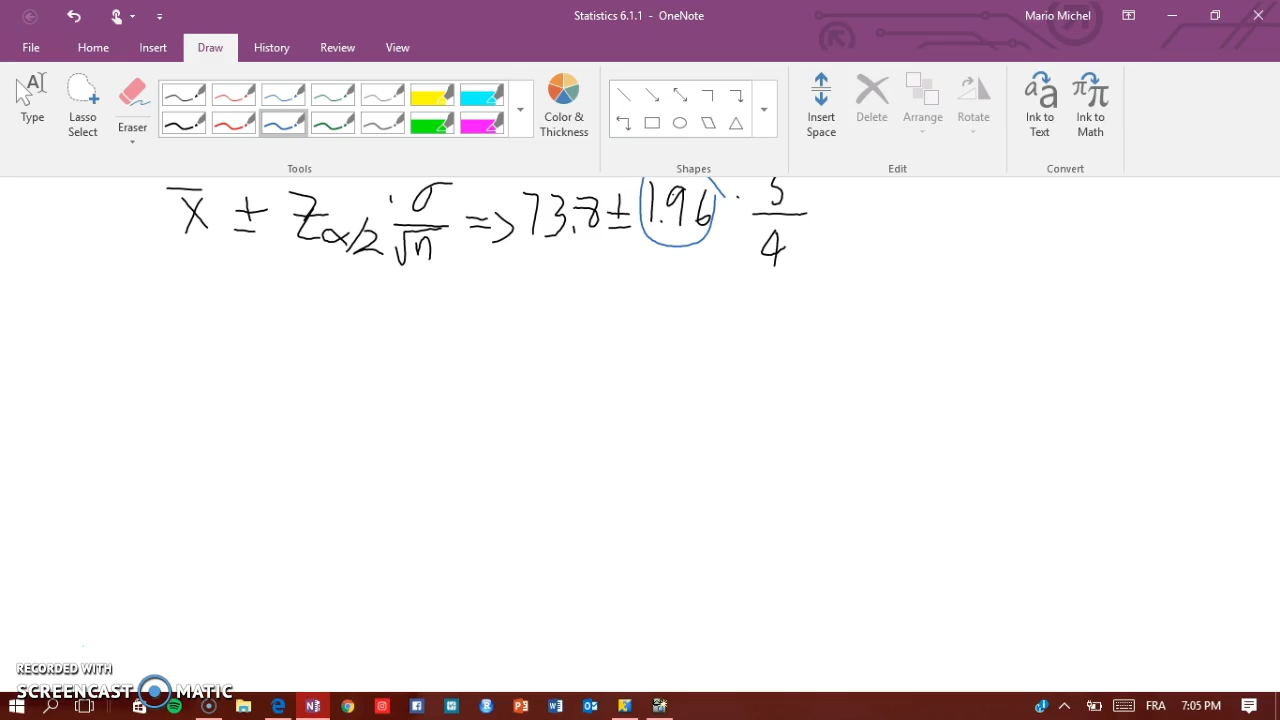 Statistics 6.1.1 - OneNote
Mario Michel
File Home Insert Draw History Review View
Type
Lasso Select
Eraser
Color & Thickness
Insert Space
Delete
Arrange
Rotate
Ink to Text
Ink to Math
Tools
Shapes
Edit
Convert
x̄ ± Zα/2 · σ/√n => 73.8 ± 1.96 · 5/4
RECORDED WITH
SCREENCAST MATIC
FRA 7:05 PM